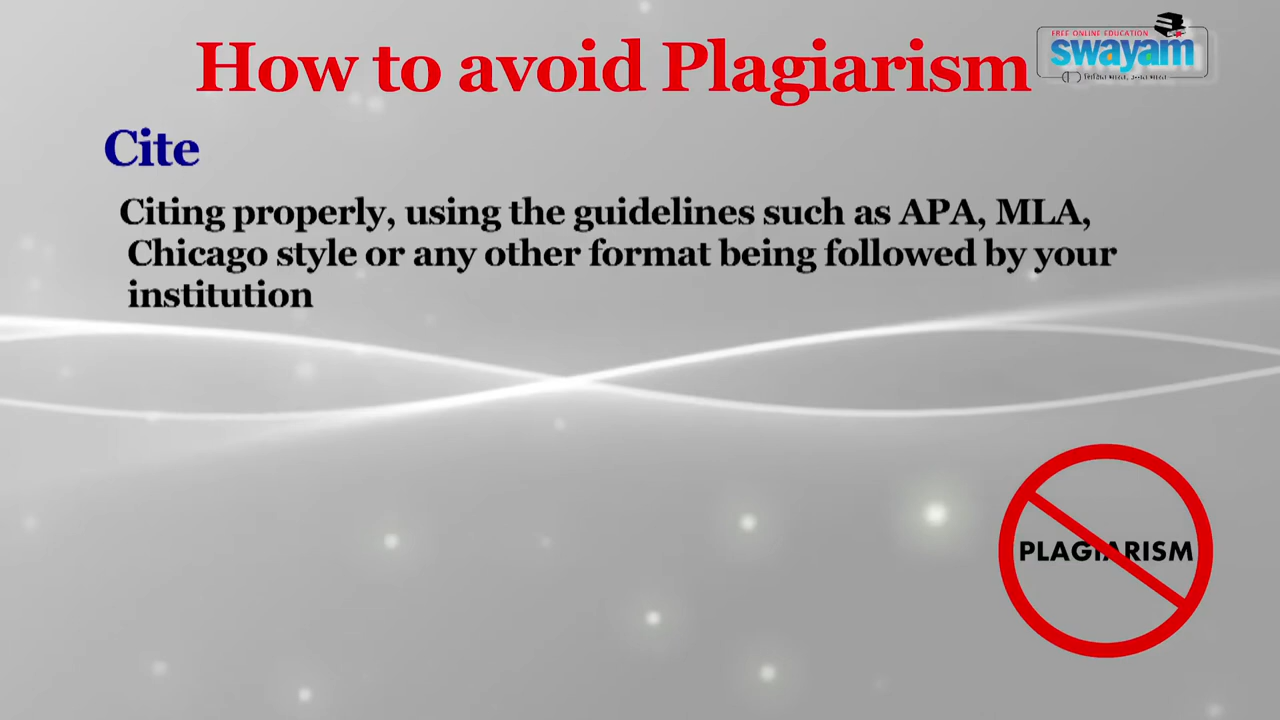 How to avoid Plagiarism
FREE ONLINE EDUCATION
swayam
Cite
Citing properly, using the guidelines such as APA, MLA,
Chicago style or any other format being followed by your
institution
PLAGIARISM